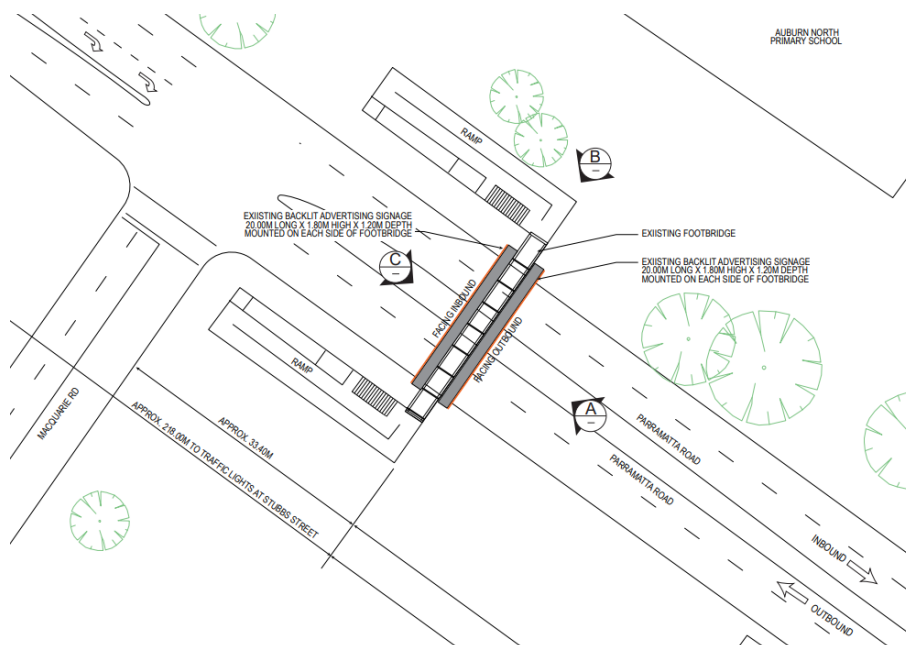 AUBURN NORTH
PRIMARY SCHOOL
RAMP
B
EXIISTING BACKLIT ADVERTISING SIGNAGE
20.00M LONG X 1.80M HIGH X 1.20M DEPTH
MOUNTED ON EACH SIDE OF FOOTBRIDGE
EXIISTING FOOTBRIDGE
C
EXIISTING BACKLIT ADVERTISING SIGNAGE
20.00M LONG X 1.80M HIGH X 1.20M DEPTH
MOUNTED ON EACH SIDE OF FOOTBRIDGE
FACING INBOUND
FACING OUTBOUND
RAMP
A
MACQUARIE RD
APPROX. 33.40M
APPROX. 218.00M TO TRAFFIC LIGHTS AT STUBBS STREET
PARRAMATTA ROAD
PARRAMATTA ROAD
INBOUND
OUTBOUND